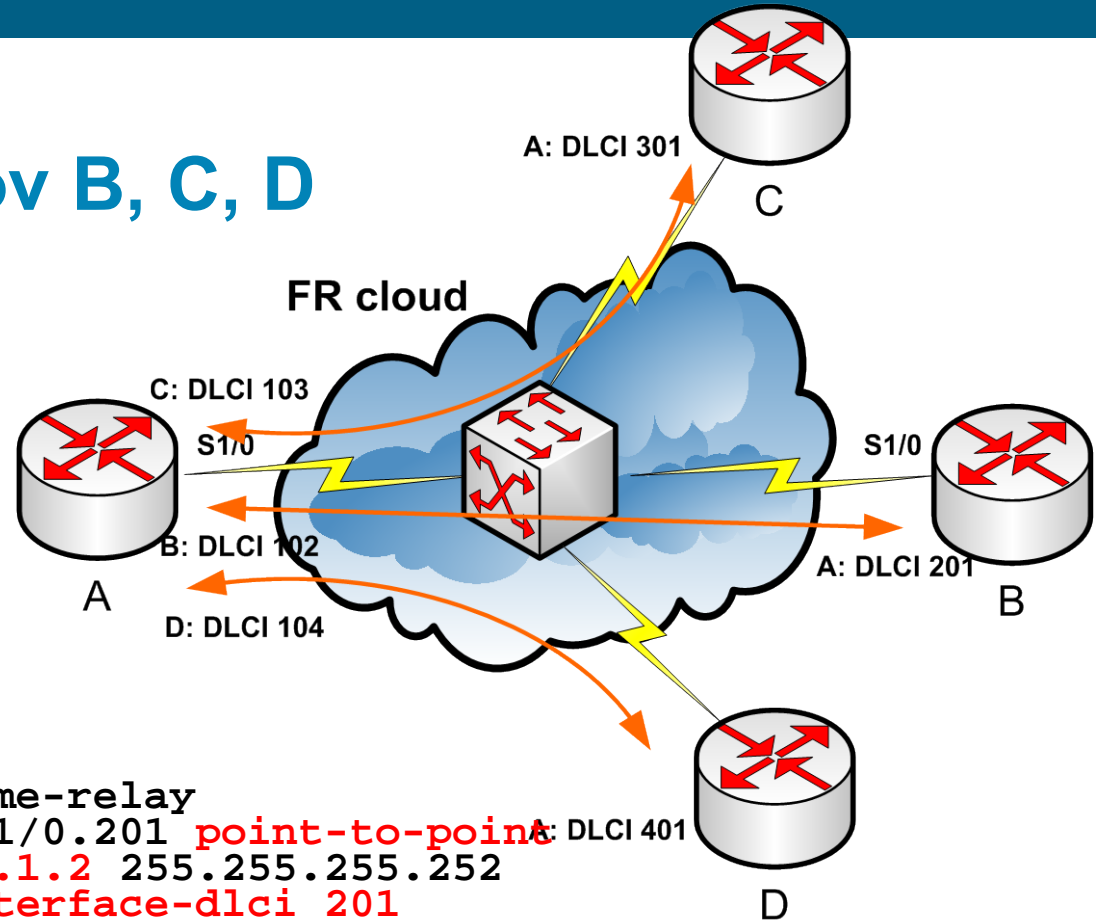 ov B, C, D
A: DLCI 301
C
FR cloud
C: DLCI 103
S1/0
S1/0
B: DLCI 102
A: DLCI 201
A
B
D: DLCI 104
me-relay
1/0.201 point-to-point
A: DLCI 401
.1.2 255.255.255.252
terface-dlci 201
D